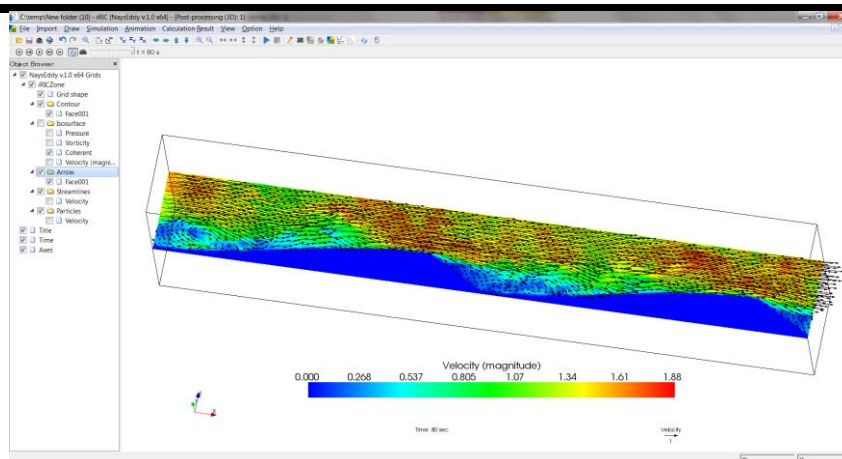 C:\temp\New folder (10) - iRIC (NaysEddy v.1.0 x64) - [Post-processing (3D): 1]
File Import Draw Simulation Animation Calculation Result View Option Help
t = 80 s
Object Browser
NaysEddy v.1.0 x64 Grids
iRICZone
Grid shape
Contour
Face001
Isosurface
Pressure
Vorticity
Coherent
Velocity (magni...
Arrow
Face001
Streamlines
Velocity
Particles
Velocity
Title
Time
Axes
Velocity (magnitude)
0.000 0.268 0.537 0.805 1.07 1.34 1.61 1.88
Time: 80 sec
Velocity
1
X